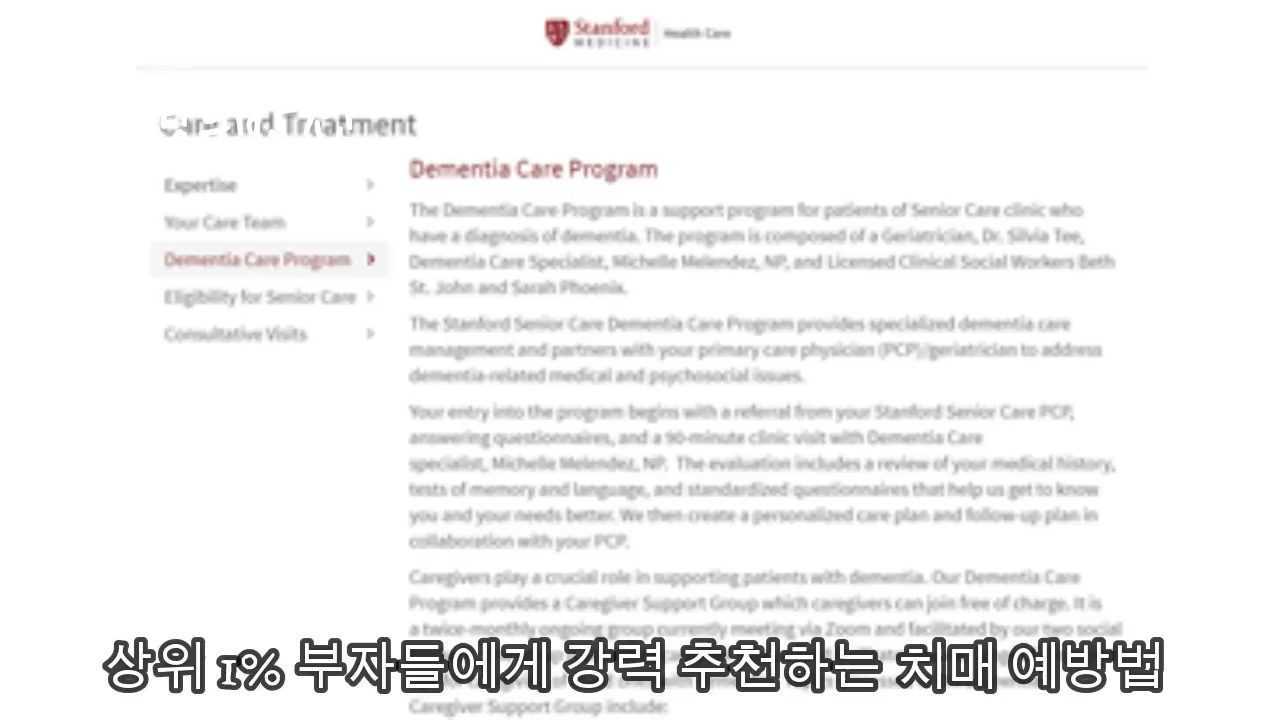 Stanford
MEDICINE
Health Care
Care and Treatment
Expertise
Your Care Team
Dementia Care Program
Eligibility for Senior Care
Consultative Visits
Dementia Care Program
The Dementia Care Program is a support program for patients of Senior Care clinic who
have a diagnosis of dementia. The program is composed of a Geriatrician, Dr. Silvia Tee,
Dementia Care Specialist, Michelle Melendez, NP, and Licensed Clinical Social Workers Beth
St. John and Sarah Phoenix.
The Stanford Senior Care Dementia Care Program provides specialized dementia care
management and partners with your primary care physician (PCP)/geriatrician to address
dementia-related medical and psychosocial issues.
Your entry into the program begins with a referral from your Stanford Senior Care PCP,
answering questionnaires, and a 90-minute clinic visit with Dementia Care
specialist, Michelle Melendez, NP. The evaluation includes a review of your medical history,
tests of memory and language, and standardized questionnaires that help us get to know
you and your needs better. We then create a personalized care plan and follow-up plan in
collaboration with your PCP.
Caregivers play a crucial role in supporting patients with dementia. Our Dementia Care
Program provides a Caregiver Support Group which caregivers can join free of charge. It is
a twice-monthly ongoing group currently meeting via Zoom and facilitated by our two social
상위 1% 부자들에게 강력 추천하는 치매 예방법
Caregiver Support Group include: